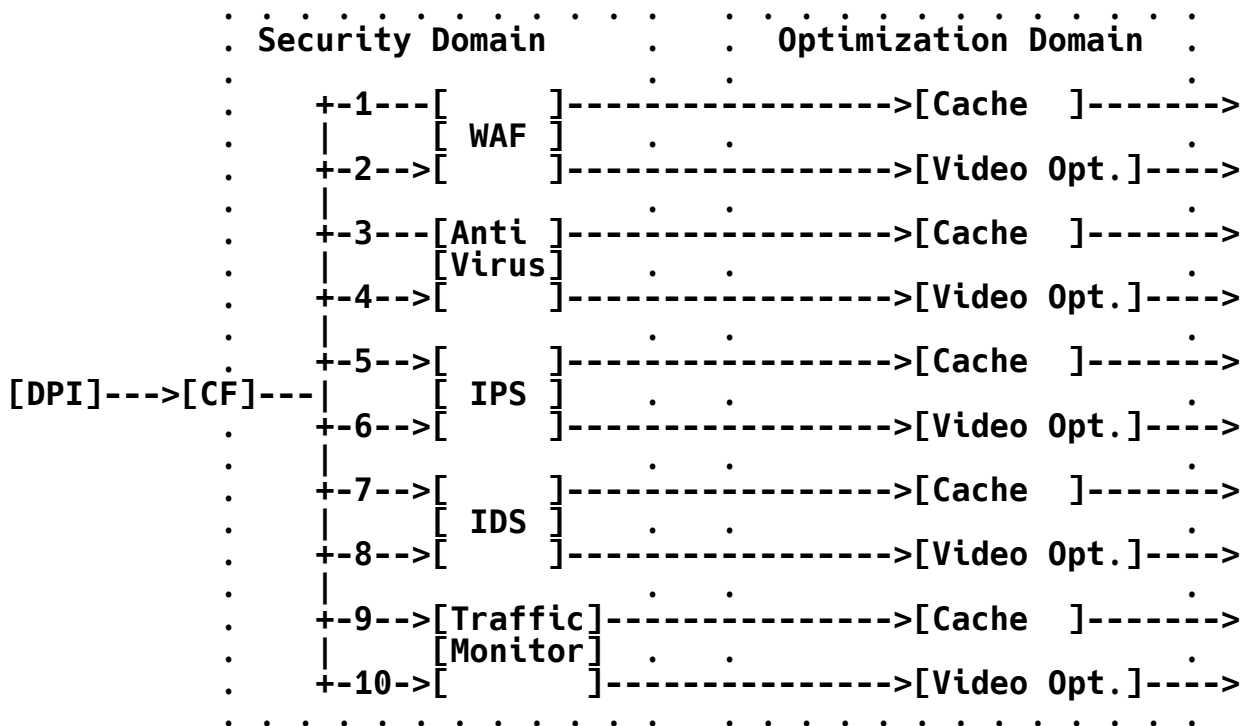 . . . . . . . . . . . .   . . . . . . . . . . . . .
. Security Domain     .   .  Optimization Domain  .
.                     .   .                       .
.    +-1---[     ]----------------->[Cache  ]------->
.    |     [ WAF ]    .   .                       .
.    +-2-->[     ]----------------->[Video Opt.]---->
.    |                .   .                       .
.    +-3---[Anti ]----------------->[Cache  ]------->
.    |     [Virus]    .   .                       .
.    +-4-->[     ]----------------->[Video Opt.]---->
.    |                .   .                       .
.    +-5-->[     ]----------------->[Cache  ]------->
[DPI]--->[CF]---|     [ IPS ]    .   .                       .
.    +-6-->[     ]----------------->[Video Opt.]---->
.    |                .   .                       .
.    +-7-->[     ]----------------->[Cache  ]------->
.    |     [ IDS ]    .   .                       .
.    +-8-->[     ]----------------->[Video Opt.]---->
.    |                .   .                       .
.    +-9-->[Traffic]--------------->[Cache  ]------->
.    |     [Monitor]  .   .                       .
.    +-10->[       ]--------------->[Video Opt.]---->
. . . . . . . . . . . .   . . . . . . . . . . . . .